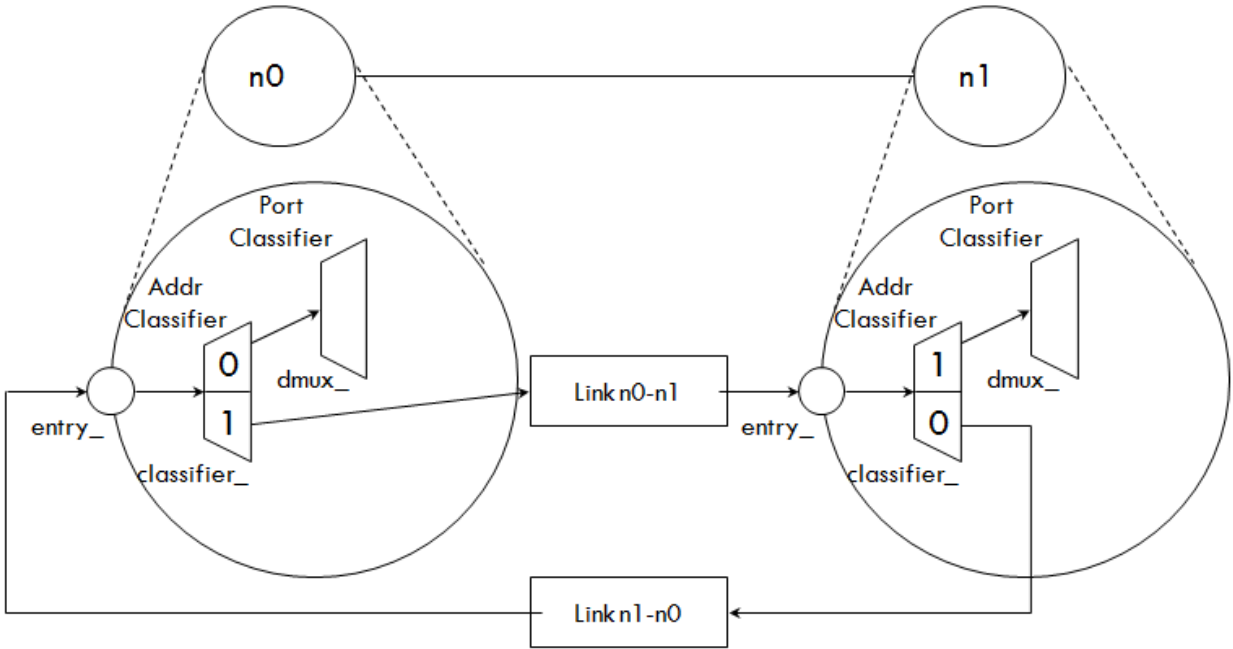 n0
n1
Port
Classifier
Addr
Classifier
0
1
dmux_
entry_
classifier_
Link n0-n1
Port
Classifier
Addr
Classifier
1
0
dmux_
entry_
classifier_
Link n1-n0